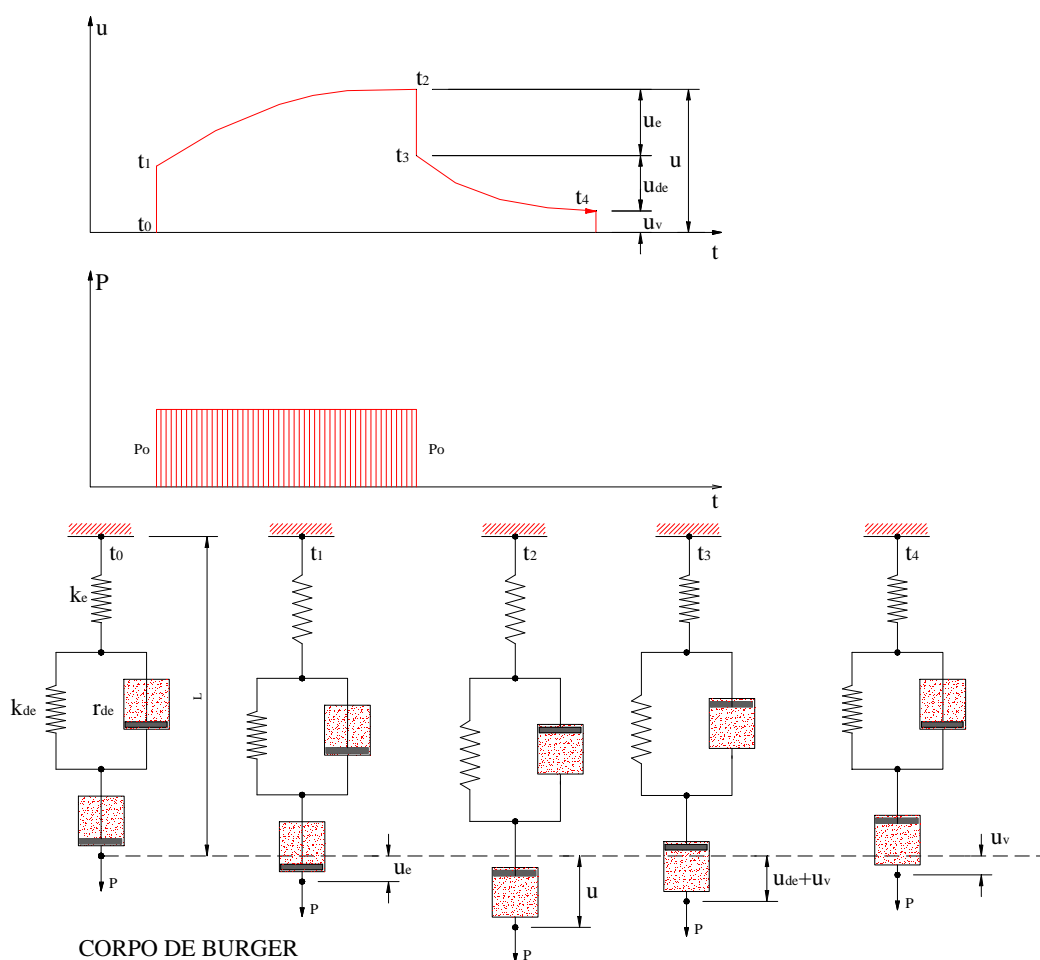 u
t2
t1
t3
ue
u
ude
t4
t0
uv
t
P
Po
Po
t
t0
t1
t2
t3
t4
ke
L
kde
rde
uv
ue
ude+uv
u
P
P
P
P
P
CORPO DE BURGER